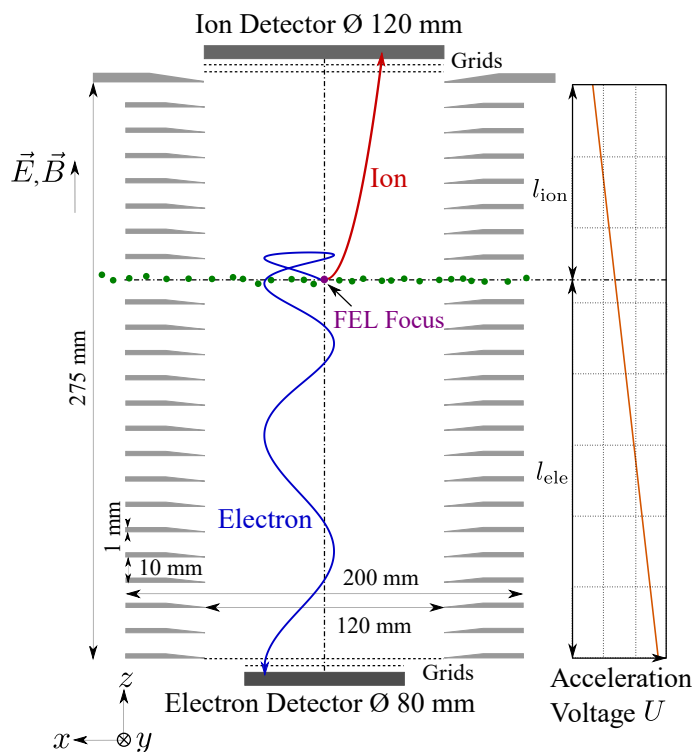 Ion Detector Ø 120 mm
Grids
E⃗,B⃗
Ion
l_ion
FEL Focus
275 mm
l_ele
Electron
1 mm
10 mm
200 mm
120 mm
Grids
Electron Detector Ø 80 mm
Acceleration
Voltage U
z
x
y